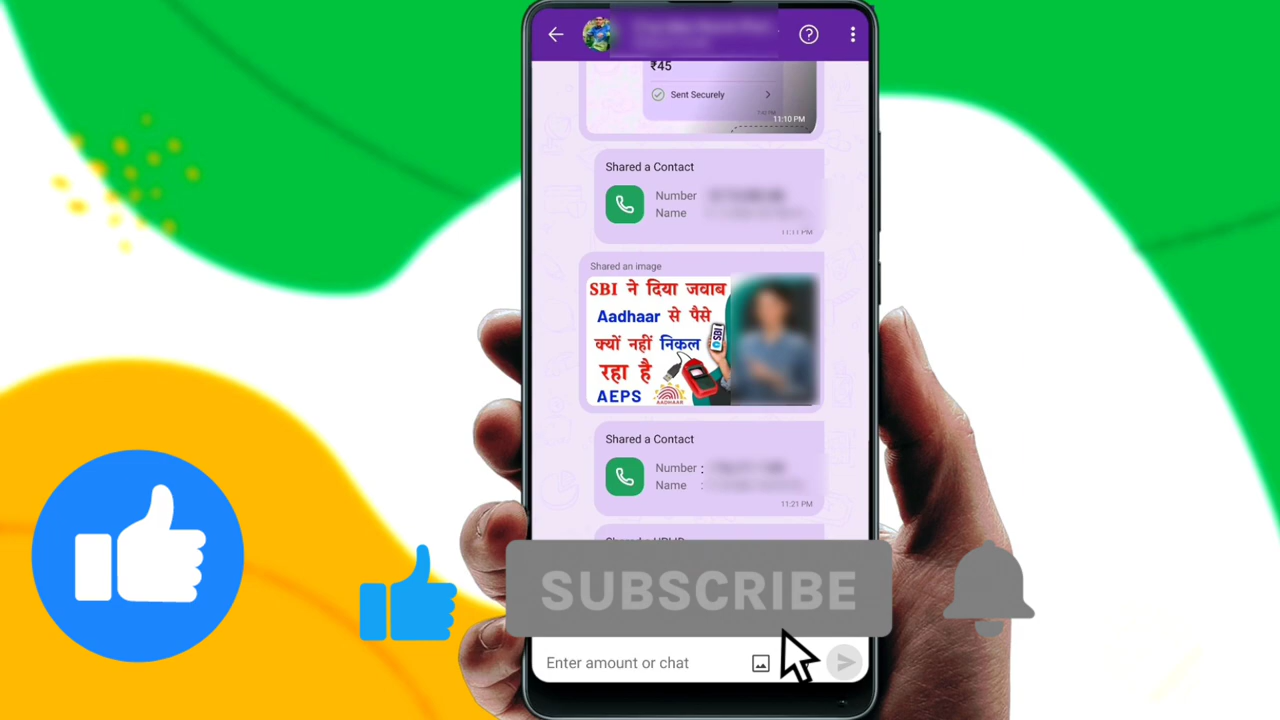 ₹45
Sent Securely
11:10 PM
Shared a Contact
Number
Name
11:11 PM
Shared an image
SBI ने दिया जवाब
Aadhaar से पैसे
क्यों नहीं निकल
SBI
रहा है
AEPS
AADHAAR
Shared a Contact
Number :
Name :
11:21 PM
SUBSCRIBE
Enter amount or chat